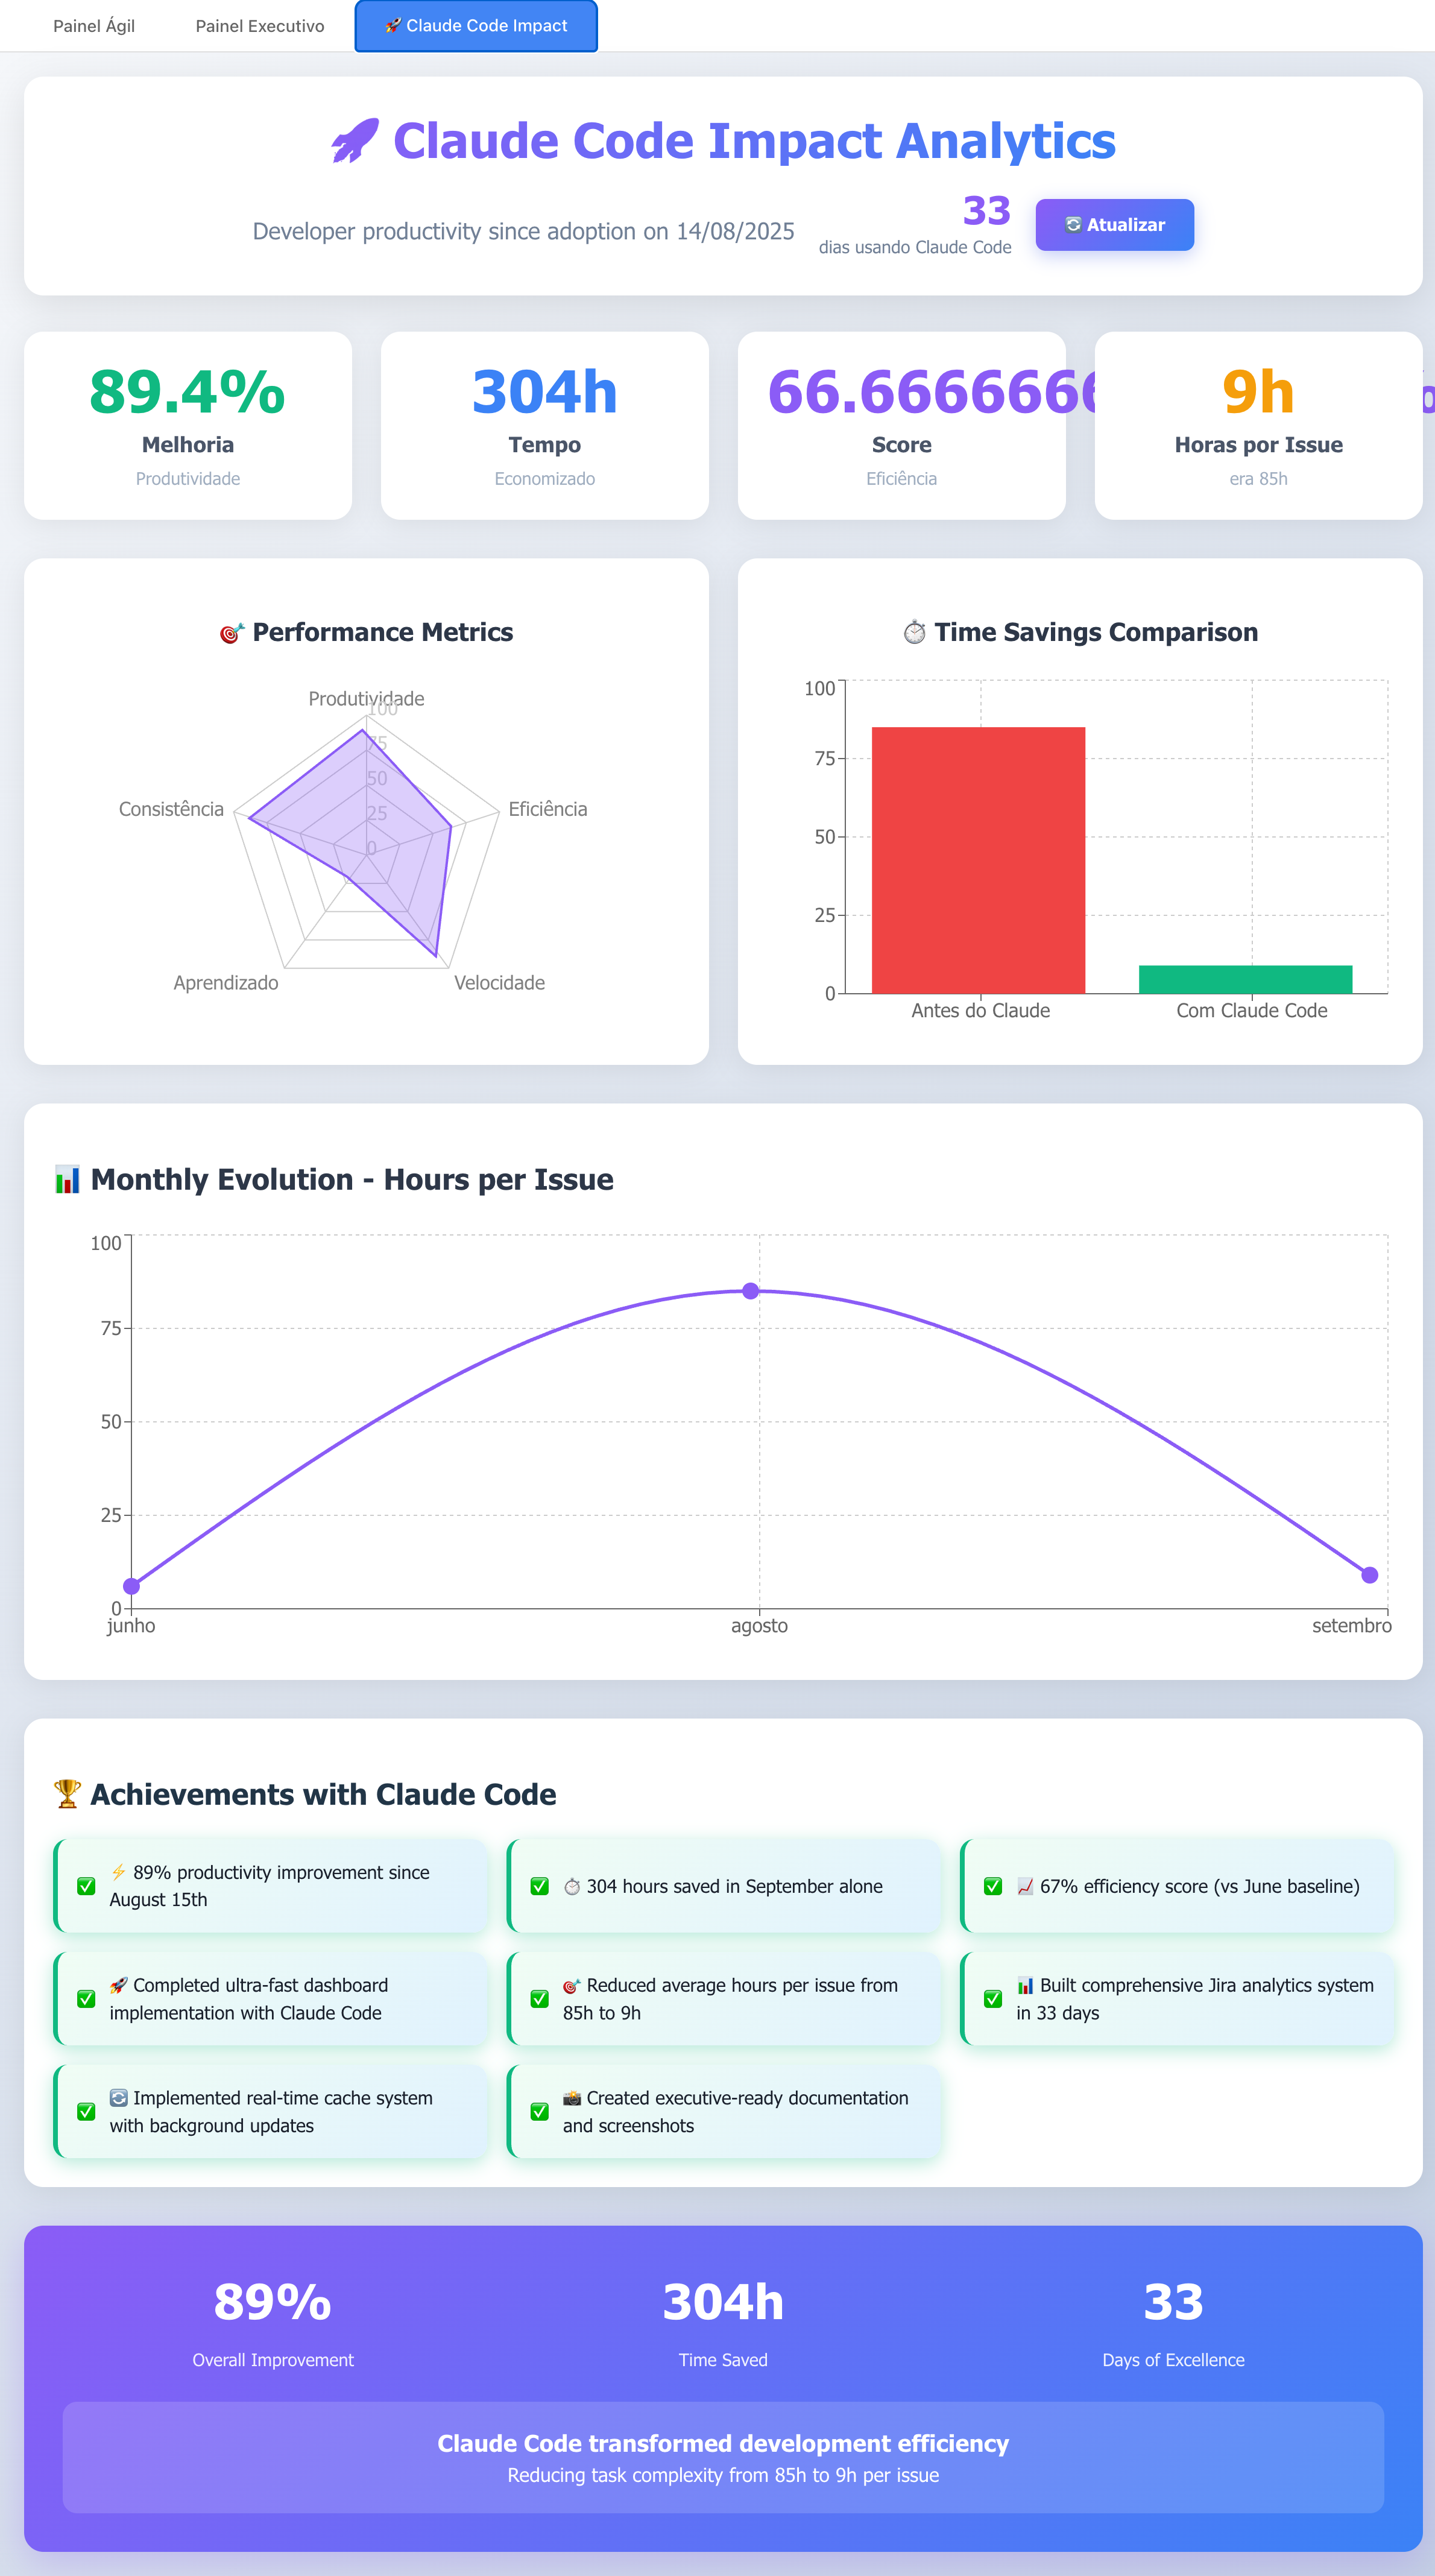 Painel Ágil
Painel Executivo
🚀 Claude Code Impact
🚀 Claude Code Impact Analytics
Developer productivity since adoption on 14/08/2025
33
dias usando Claude Code
🔄 Atualizar
89.4%
Melhoria
Produtividade
304h
Tempo
Economizado
66.6666666
Score
Eficiência
9h
Horas por Issue
era 85h
%
🎯 Performance Metrics
Produtividade
100
75
50
25
0
Consistência
Eficiência
Aprendizado
Velocidade
⏱️ Time Savings Comparison
100
75
50
25
0
Antes do Claude
Com Claude Code
📊 Monthly Evolution - Hours per Issue
100
75
50
25
0
junho
agosto
setembro
🏆 Achievements with Claude Code
✅ ⚡ 89% productivity improvement since
August 15th
✅ ⏱️ 304 hours saved in September alone
✅ 📈 67% efficiency score (vs June baseline)
✅ 🚀 Completed ultra-fast dashboard
implementation with Claude Code
✅ 🎯 Reduced average hours per issue from
85h to 9h
✅ 📊 Built comprehensive Jira analytics system
in 33 days
✅ 🔄 Implemented real-time cache system
with background updates
✅ 📸 Created executive-ready documentation
and screenshots
89%
Overall Improvement
304h
Time Saved
33
Days of Excellence
Claude Code transformed development efficiency
Reducing task complexity from 85h to 9h per issue